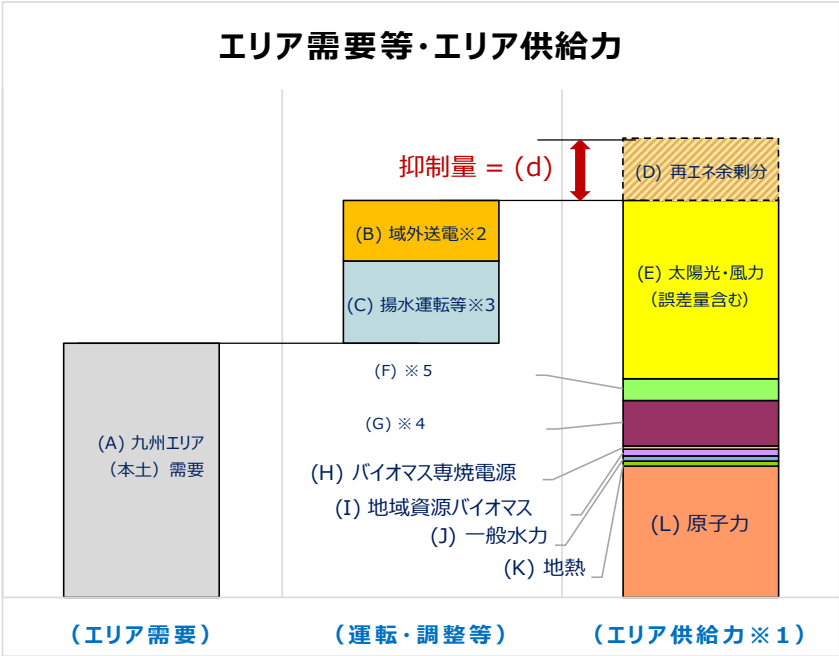 エリア需要等・エリア供給力
抑制量 = (d)
(D) 再エネ余剰分
(B) 域外送電※2
(C) 揚水運転等※3
(E) 太陽光・風力
(誤差量含む)
(F) ※5
(G) ※4
(A) 九州エリア
(本土) 需要
(H) バイオマス専焼電源
(I) 地域資源バイオマス
(J) 一般水力
(K) 地熱
(L) 原子力
(エリア需要)
(運転・調整等)
(エリア供給力※1)